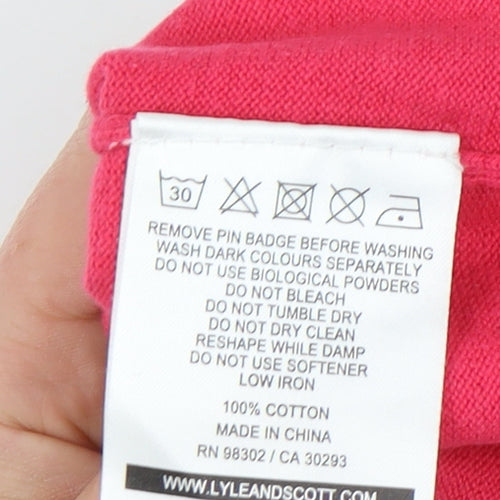 30
REMOVE PIN BADGE BEFORE WASHING
WASH DARK COLOURS SEPARATELY
DO NOT USE BIOLOGICAL POWDERS
DO NOT BLEACH
DO NOT TUMBLE DRY
DO NOT DRY CLEAN
RESHAPE WHILE DAMP
DO NOT USE SOFTENER
LOW IRON
100% COTTON
MADE IN CHINA
RN 98302 / CA 30293
WWW.LYLEANDSCOTT.COM